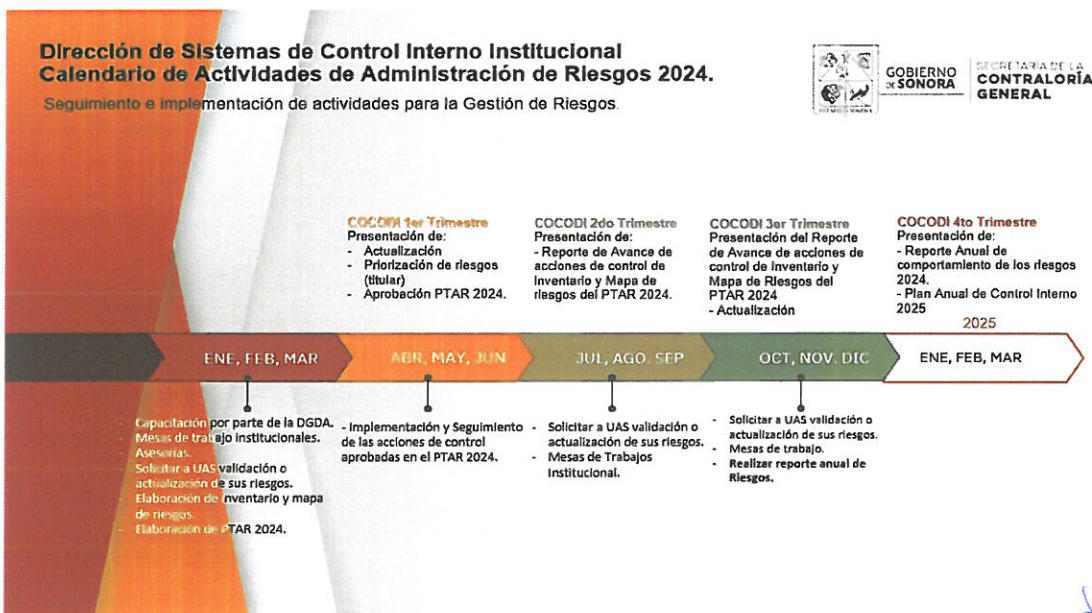 Dirección de Sistemas de Control Interno Institucional
Calendario de Actividades de Administración de Riesgos 2024.
Seguimiento e implementación de actividades para la Gestión de Riesgos.
GOBIERNO
DE SONORA
SECRETARÍA DE LA
CONTRALORÍA
GENERAL
COCODI 1er Trimestre
Presentación de:
- Actualización
- Priorización de riesgos
(titular)
- Aprobación PTAR 2024.
COCODI 2do Trimestre
Presentación de:
- Reporte de Avance de
acciones de control de
Inventario y Mapa de
riesgos del PTAR 2024.
COCODI 3er Trimestre
Presentación del Reporte
de Avance de acciones de
control de Inventario y
Mapa de Riesgos del
PTAR 2024
- Actualización
COCODI 4to Trimestre
Presentación de:
- Reporte Anual de
comportamiento de los riesgos
2024.
- Plan Anual de Control Interno
2025
2025
ENE, FEB, MAR
ABR, MAY, JUN
JUL, AGO. SEP
OCT, NOV. DIC
ENE, FEB, MAR
- Capacitación por parte de la DGDA.
- Mesas de trabajo institucionales.
- Asesorías.
- Solicitar a UAS validación o
actualización de sus riesgos.
- Elaboración de inventario y mapa
de riesgos.
- Elaboración de PTAR 2024.
- Implementación y Seguimiento
de las acciones de control
aprobadas en el PTAR 2024.
- Solicitar a UAS validación o
actualización de sus riesgos.
- Mesas de Trabajos
Institucional.
- Solicitar a UAS validación o
actualización de sus riesgos.
- Mesas de trabajo.
- Realizar reporte anual de
Riesgos.